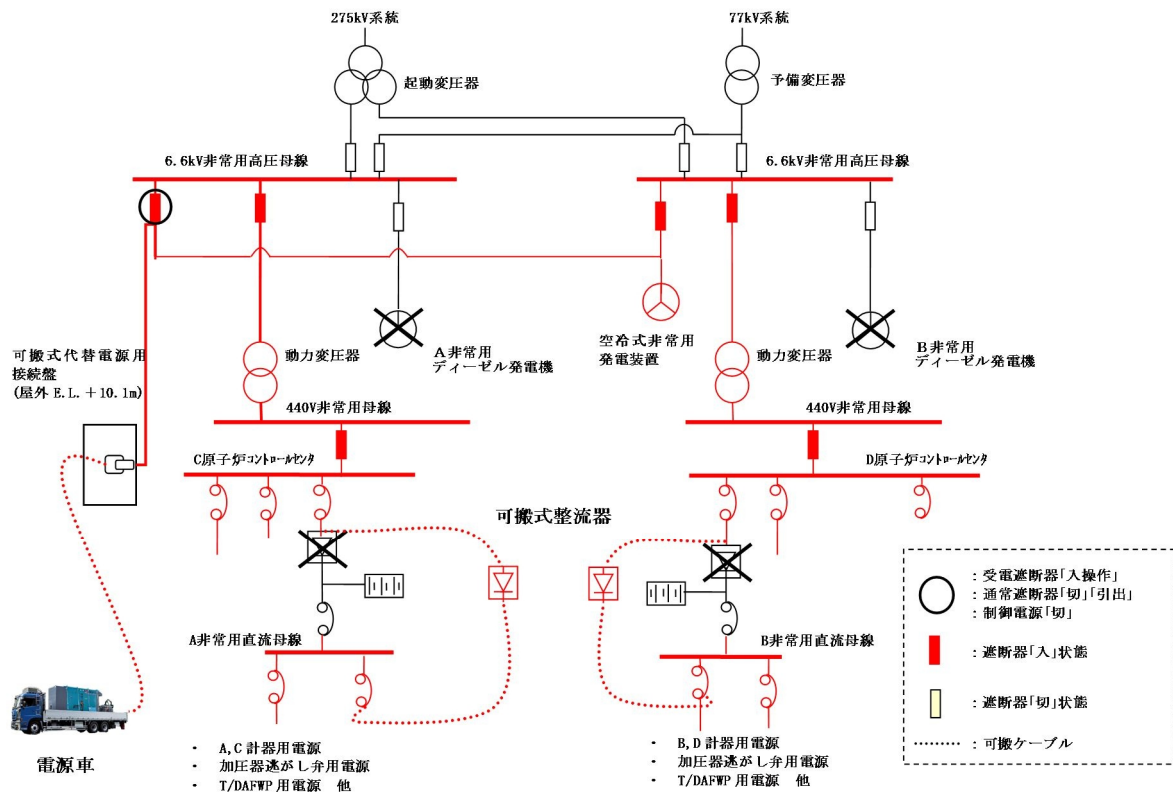 275kV系統
77kV系統
起動変圧器
予備変圧器
6.6kV非常用高圧母線
6.6kV非常用高圧母線
可搬式代替電源用
接続盤
(屋外 E.L.＋10.1m)
動力変圧器
A非常用
ディーゼル発電機
空冷式非常用
発電装置
動力変圧器
B非常用
ディーゼル発電機
440V非常用母線
440V非常用母線
C原子炉コントロールセンタ
D原子炉コントロールセンタ
可搬式整流器
A非常用直流母線
B非常用直流母線
電源車
・ A,C 計器用電源
・ 加圧器逃がし弁用電源
・ T/DAFWP 用電源　他
・ B,D 計器用電源
・ 加圧器逃がし弁用電源
・ T/DAFWP 用電源　他
：受電遮断器「入操作」
：通常遮断器「切」「引出」
：制御電源「切」
：遮断器「入」状態
：遮断器「切」状態
：可搬ケーブル